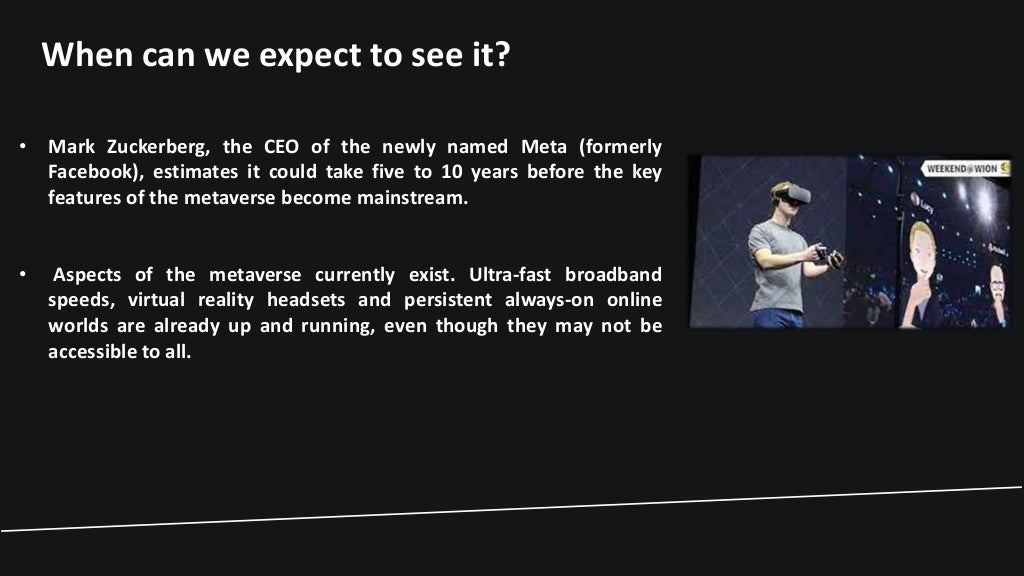 When can we expect to see it?
• Mark Zuckerberg, the CEO of the newly named Meta (formerly
Facebook), estimates it could take five to 10 years before the key
features of the metaverse become mainstream.
• Aspects of the metaverse currently exist. Ultra-fast broadband
speeds, virtual reality headsets and persistent always-on online
worlds are already up and running, even though they may not be
accessible to all.
WEEKEND@WION
Lucy